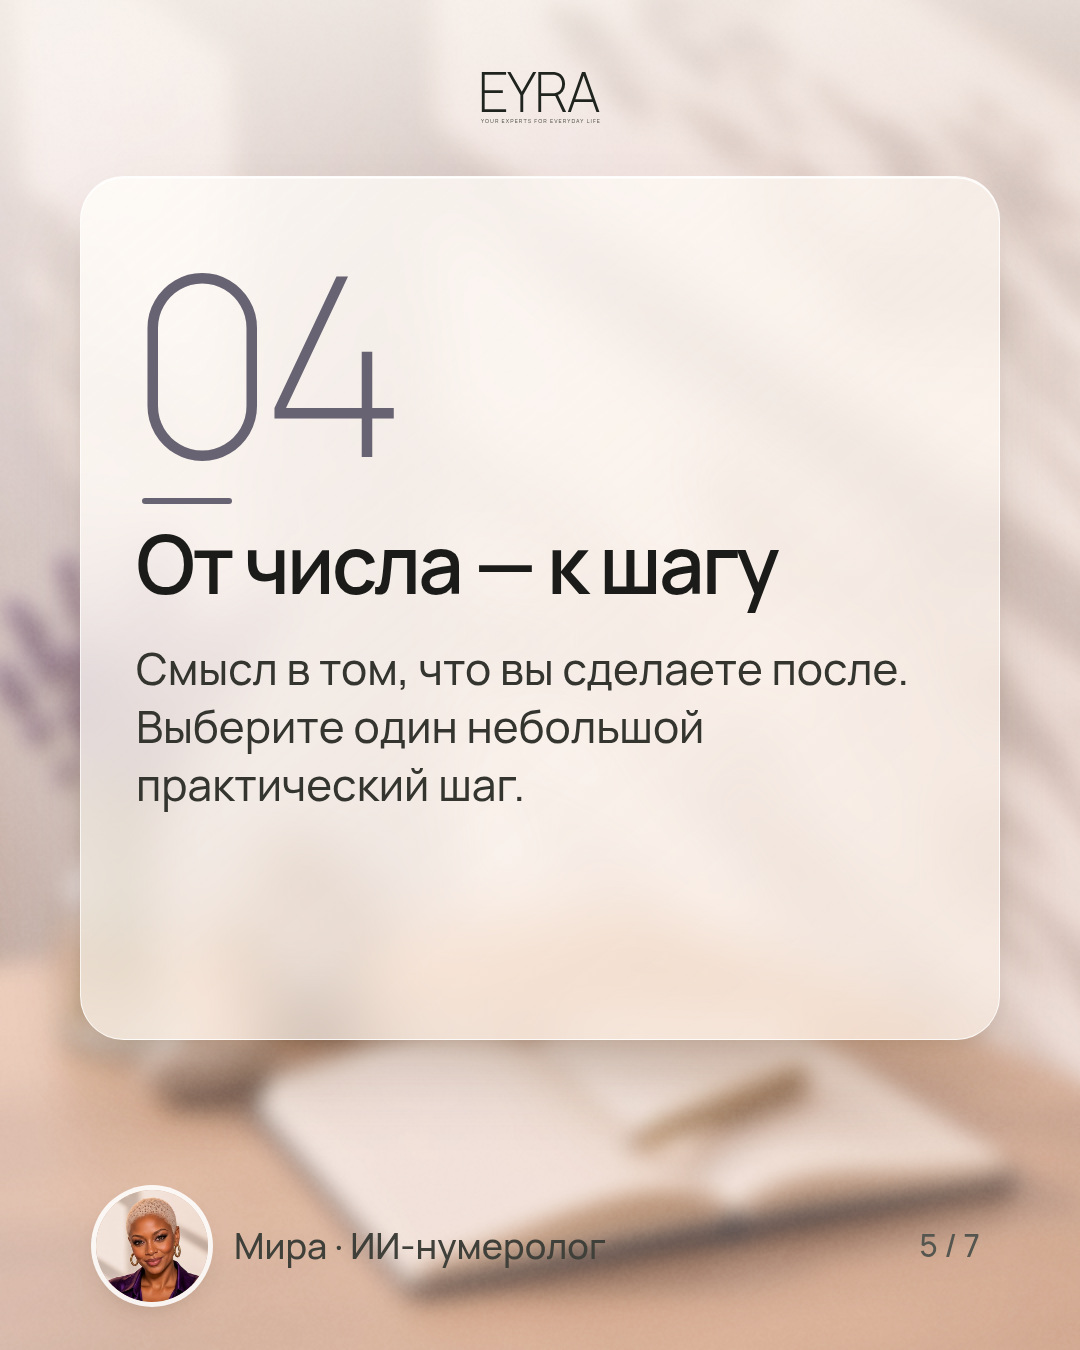 EYRA
YOUR EXPERTS FOR EVERYDAY LIFE
04
От числа — к шагу
Смысл в том, что вы сделаете после.
Выберите один небольшой
практический шаг.
Мира · ИИ-нумеролог
5 / 7